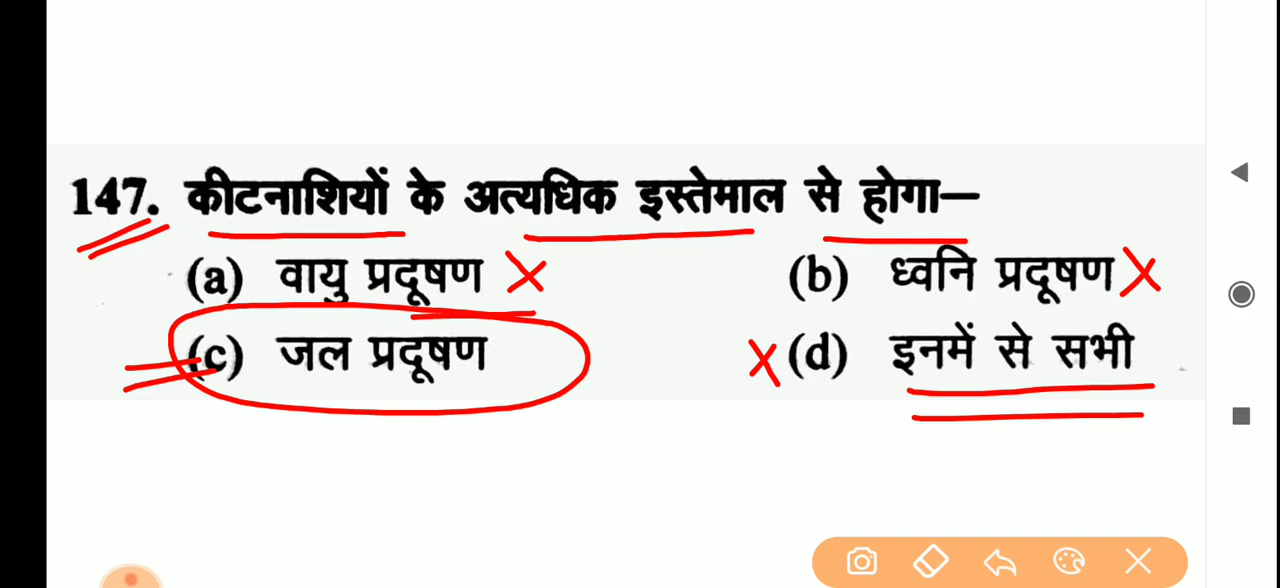 147. कीटनाशियों के अत्यधिक इस्तेमाल से होगा—
(a) वायु प्रदूषण (b) ध्वनि प्रदूषण
(c) जल प्रदूषण (d) इनमें से सभी